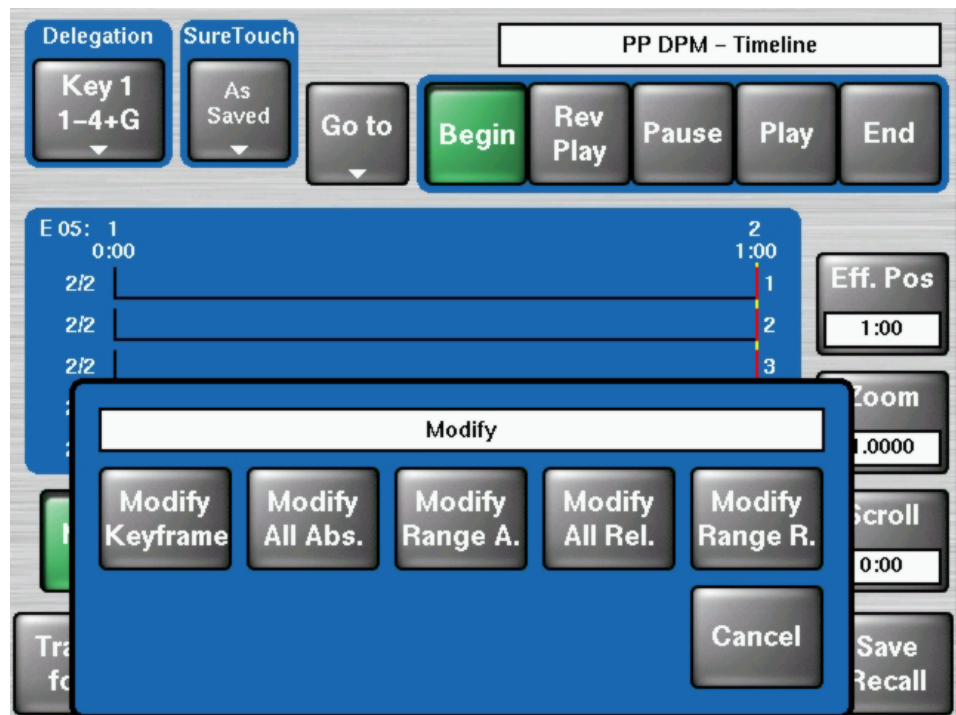 Delegation
SureTouch
PP DPM – Timeline
Key 1
1–4+G
As
Saved
Go to
Begin
Rev
Play
Pause
Play
End
E 05: 1
0:00
2
1:00
2/2
1
2/2
2
2/2
3
Eff. Pos
1:00
Zoom
1.0000
Scroll
0:00
Modify
Modify
Keyframe
Modify
All Abs.
Modify
Range A.
Modify
All Rel.
Modify
Range R.
Cancel
Save
Recall